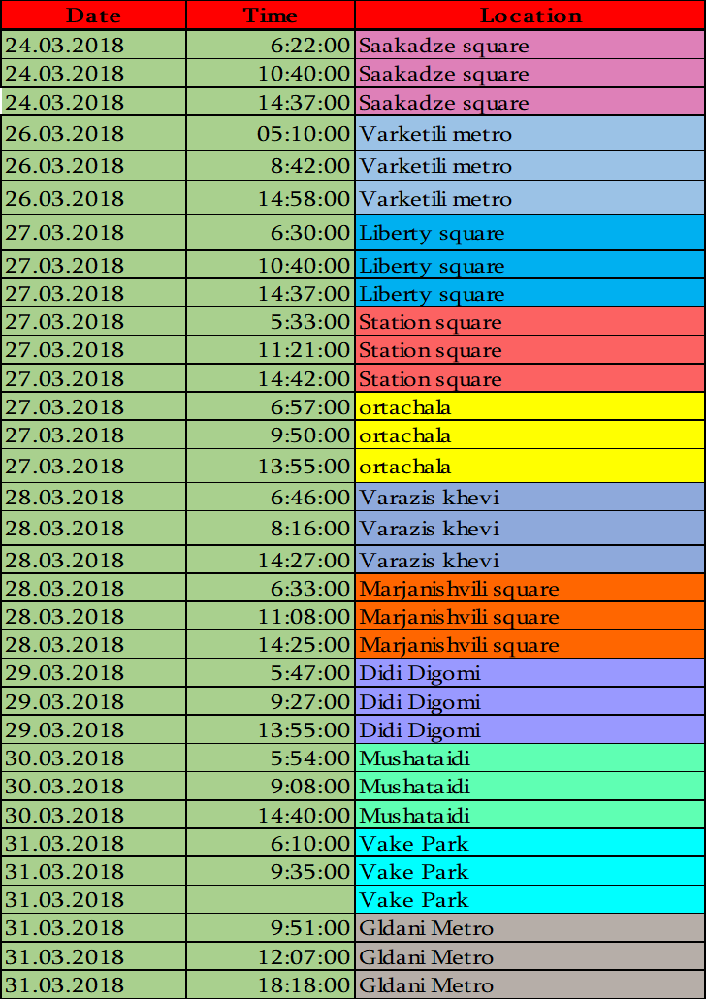 Date Time Location
24.03.2018 6:22:00 Saakadze square
24.03.2018 10:40:00 Saakadze square
24.03.2018 14:37:00 Saakadze square
26.03.2018 05:10:00 Varketili metro
26.03.2018 8:42:00 Varketili metro
26.03.2018 14:58:00 Varketili metro
27.03.2018 6:30:00 Liberty square
27.03.2018 10:40:00 Liberty square
27.03.2018 14:37:00 Liberty square
27.03.2018 5:33:00 Station square
27.03.2018 11:21:00 Station square
27.03.2018 14:42:00 Station square
27.03.2018 6:57:00 ortachala
27.03.2018 9:50:00 ortachala
27.03.2018 13:55:00 ortachala
28.03.2018 6:46:00 Varazis khevi
28.03.2018 8:16:00 Varazis khevi
28.03.2018 14:27:00 Varazis khevi
28.03.2018 6:33:00 Marjanishvili square
28.03.2018 11:08:00 Marjanishvili square
28.03.2018 14:25:00 Marjanishvili square
29.03.2018 5:47:00 Didi Digomi
29.03.2018 9:27:00 Didi Digomi
29.03.2018 13:55:00 Didi Digomi
30.03.2018 5:54:00 Mushataidi
30.03.2018 9:08:00 Mushataidi
30.03.2018 14:40:00 Mushataidi
31.03.2018 6:10:00 Vake Park
31.03.2018 9:35:00 Vake Park
31.03.2018 Vake Park
31.03.2018 9:51:00 Gldani Metro
31.03.2018 12:07:00 Gldani Metro
31.03.2018 18:18:00 Gldani Metro